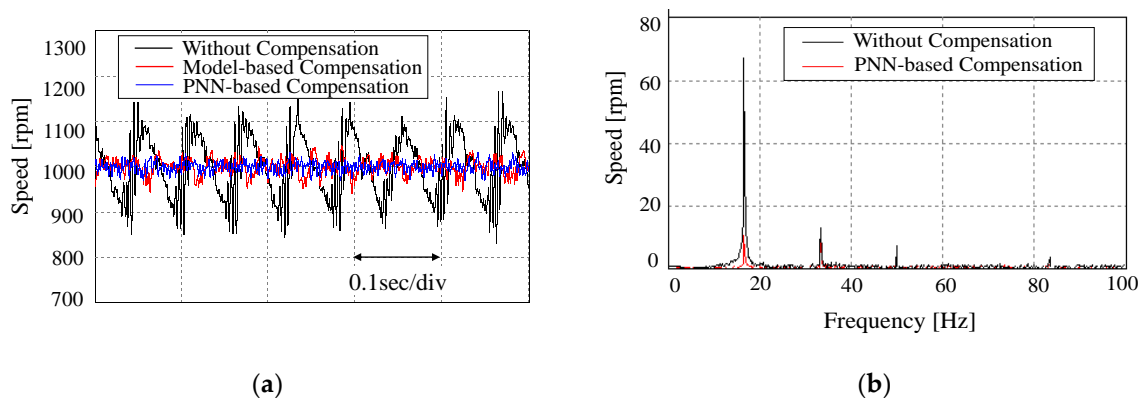 1300
1200
1100
1000
900
800
700
Speed [rpm]
Without Compensation
Model-based Compensation
PNN-based Compensation
0.1sec/div
(a)
80
60
40
20
0
Speed [rpm]
Without Compensation
PNN-based Compensation
0 20 40 60 80 100
Frequency [Hz]
(b)